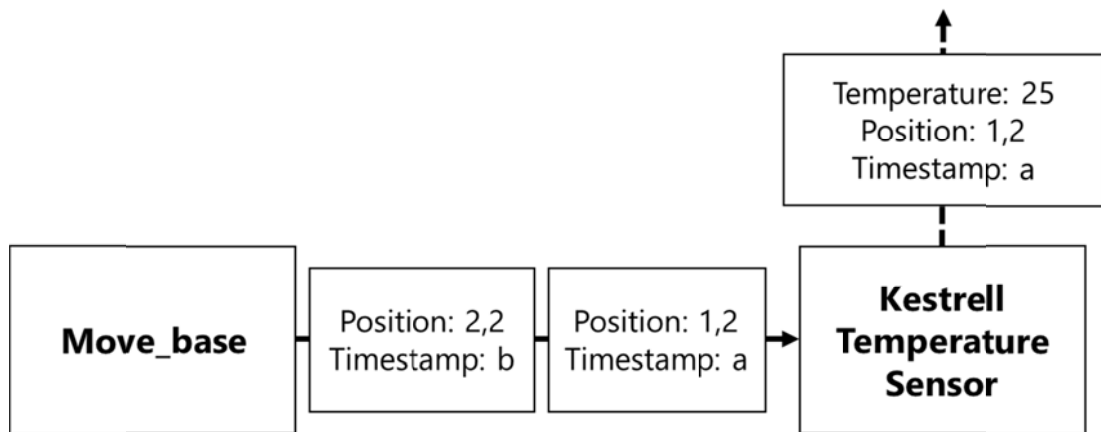 Temperature: 25
Position: 1,2
Timestamp: a
Move_base
Position: 2,2
Timestamp: b
Position: 1,2
Timestamp: a
Kestrell
Temperature
Sensor